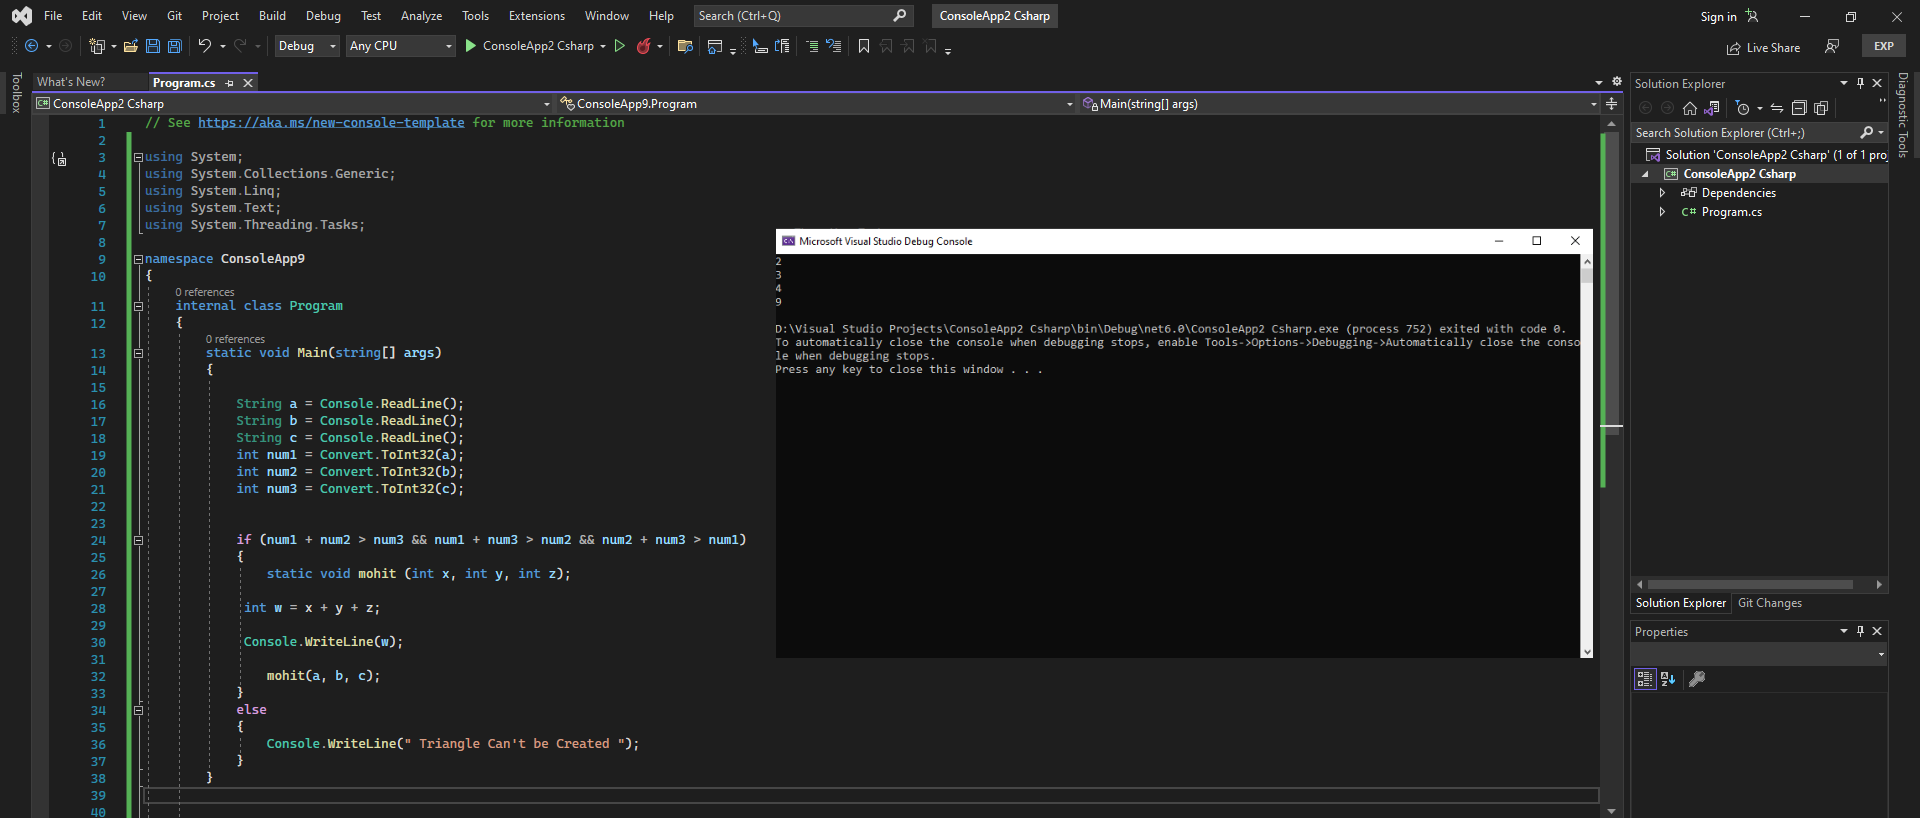 File Edit View Git Project Build Debug Test Analyze Tools Extensions Window Help Search (Ctrl+Q) ConsoleApp2 Csharp Sign in
Debug Any CPU ConsoleApp2 Csharp Live Share EXP
Toolbox
What's New? Program.cs
ConsoleApp2 Csharp ConsoleApp9.Program Main(string[] args)
1 // See https://aka.ms/new-console-template for more information
2
3 using System;
4 using System.Collections.Generic;
5 using System.Linq;
6 using System.Text;
7 using System.Threading.Tasks;
8
9 namespace ConsoleApp9
10 {
0 references
11 internal class Program
12 {
0 references
13 static void Main(string[] args)
14 {
15
16 String a = Console.ReadLine();
17 String b = Console.ReadLine();
18 String c = Console.ReadLine();
19 int num1 = Convert.ToInt32(a);
20 int num2 = Convert.ToInt32(b);
21 int num3 = Convert.ToInt32(c);
22
23
24 if (num1 + num2 > num3 && num1 + num3 > num2 && num2 + num3 > num1)
25 {
26 static void mohit (int x, int y, int z);
27
28 int w = x + y + z;
29
30 Console.WriteLine(w);
31
32 mohit(a, b, c);
33 }
34 else
35 {
36 Console.WriteLine(" Triangle Can't be Created ");
37 }
38 }
39
40
Microsoft Visual Studio Debug Console
2
3
4
9
D:\Visual Studio Projects\ConsoleApp2 Csharp\bin\Debug\net6.0\ConsoleApp2 Csharp.exe (process 752) exited with code 0.
To automatically close the console when debugging stops, enable Tools->Options->Debugging->Automatically close the conso
le when debugging stops.
Press any key to close this window . . .
Solution Explorer
Search Solution Explorer (Ctrl+;)
Solution 'ConsoleApp2 Csharp' (1 of 1 proj
C# ConsoleApp2 Csharp
Dependencies
C# Program.cs
Solution Explorer Git Changes
Properties
Diagnostic Tools